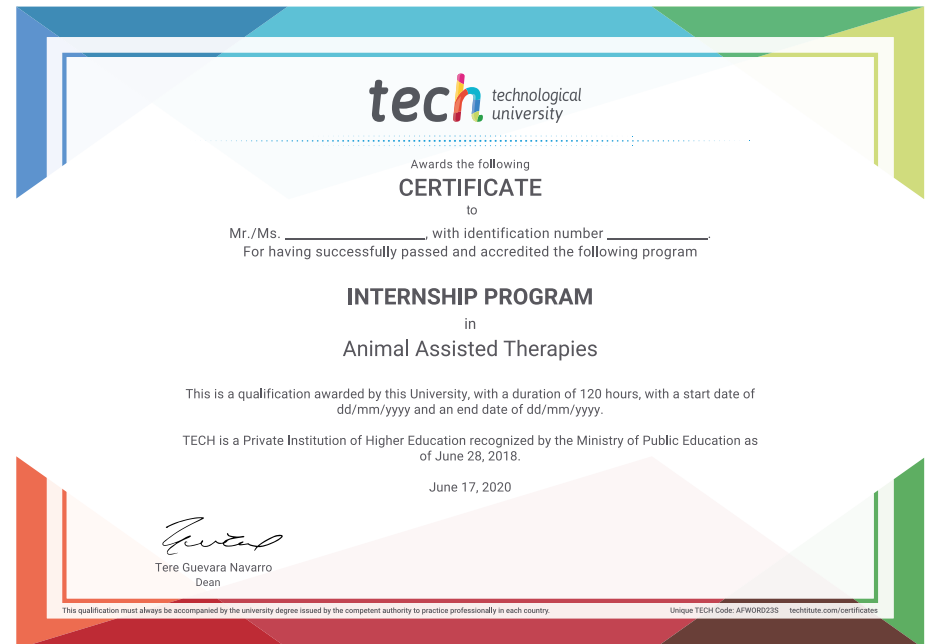 tech technological
university
Awards the following
CERTIFICATE
to
Mr./Ms. ____________________, with identification number ______________.
For having successfully passed and accredited the following program
INTERNSHIP PROGRAM
in
Animal Assisted Therapies
This is a qualification awarded by this University, with a duration of 120 hours, with a start date of
dd/mm/yyyy and an end date of dd/mm/yyyy.
TECH is a Private Institution of Higher Education recognized by the Ministry of Public Education as
of June 28, 2018.
June 17, 2020
Tere Guevara Navarro
Dean
This qualification must always be accompanied by the university degree issued by the competent authority to practice professionally in each country.
Unique TECH Code: AFWORD23S techtitute.com/certificates